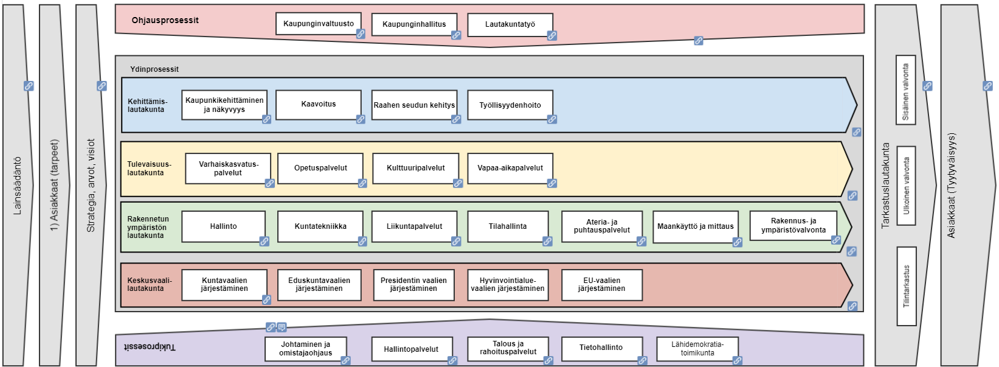 Lainsäädäntö
1) Asiakkaat (tarpeet)
Strategia, arvot, visiot
Ohjausprosessit
Kaupunginvaltuusto
Kaupunginhallitus
Lautakuntatyö
Ydinprosessit
Kehittämis-
lautakunta
Kaupunkikehittäminen
ja näkyvyys
Kaavoitus
Raahen seudun kehitys
Työllisyydenhoito
Tulevaisuus-
lautakunta
Varhaiskasvatus-
palvelut
Opetuspalvelut
Kulttuuripalvelut
Vapaa-aikapalvelut
Rakennetun
ympäristön
lautakunta
Hallinto
Kuntatekniikka
Liikuntapalvelut
Tilahallinta
Ateria- ja
puhtauspalvelut
Maankäyttö ja mittaus
Rakennus- ja
ympäristövalvonta
Keskusvaali-
lautakunta
Kuntavaalien
järjestäminen
Eduskuntavaalien
järjestäminen
Presidentin vaalien
järjestäminen
Hyvinvointialue-
vaalien järjestäminen
EU-vaalien
järjestäminen
Tukiprosessit
Johtaminen ja
omistajaohjaus
Hallintopalvelut
Talous ja
rahoituspalvelut
Tietohallinto
Lähidemokratia-
toimikunta
Tarkastuslautakunta
Sisäinen valvonta
Ulkoinen valvonta
Tilintarkastus
Asiakkaat (Tyytyväisyys)